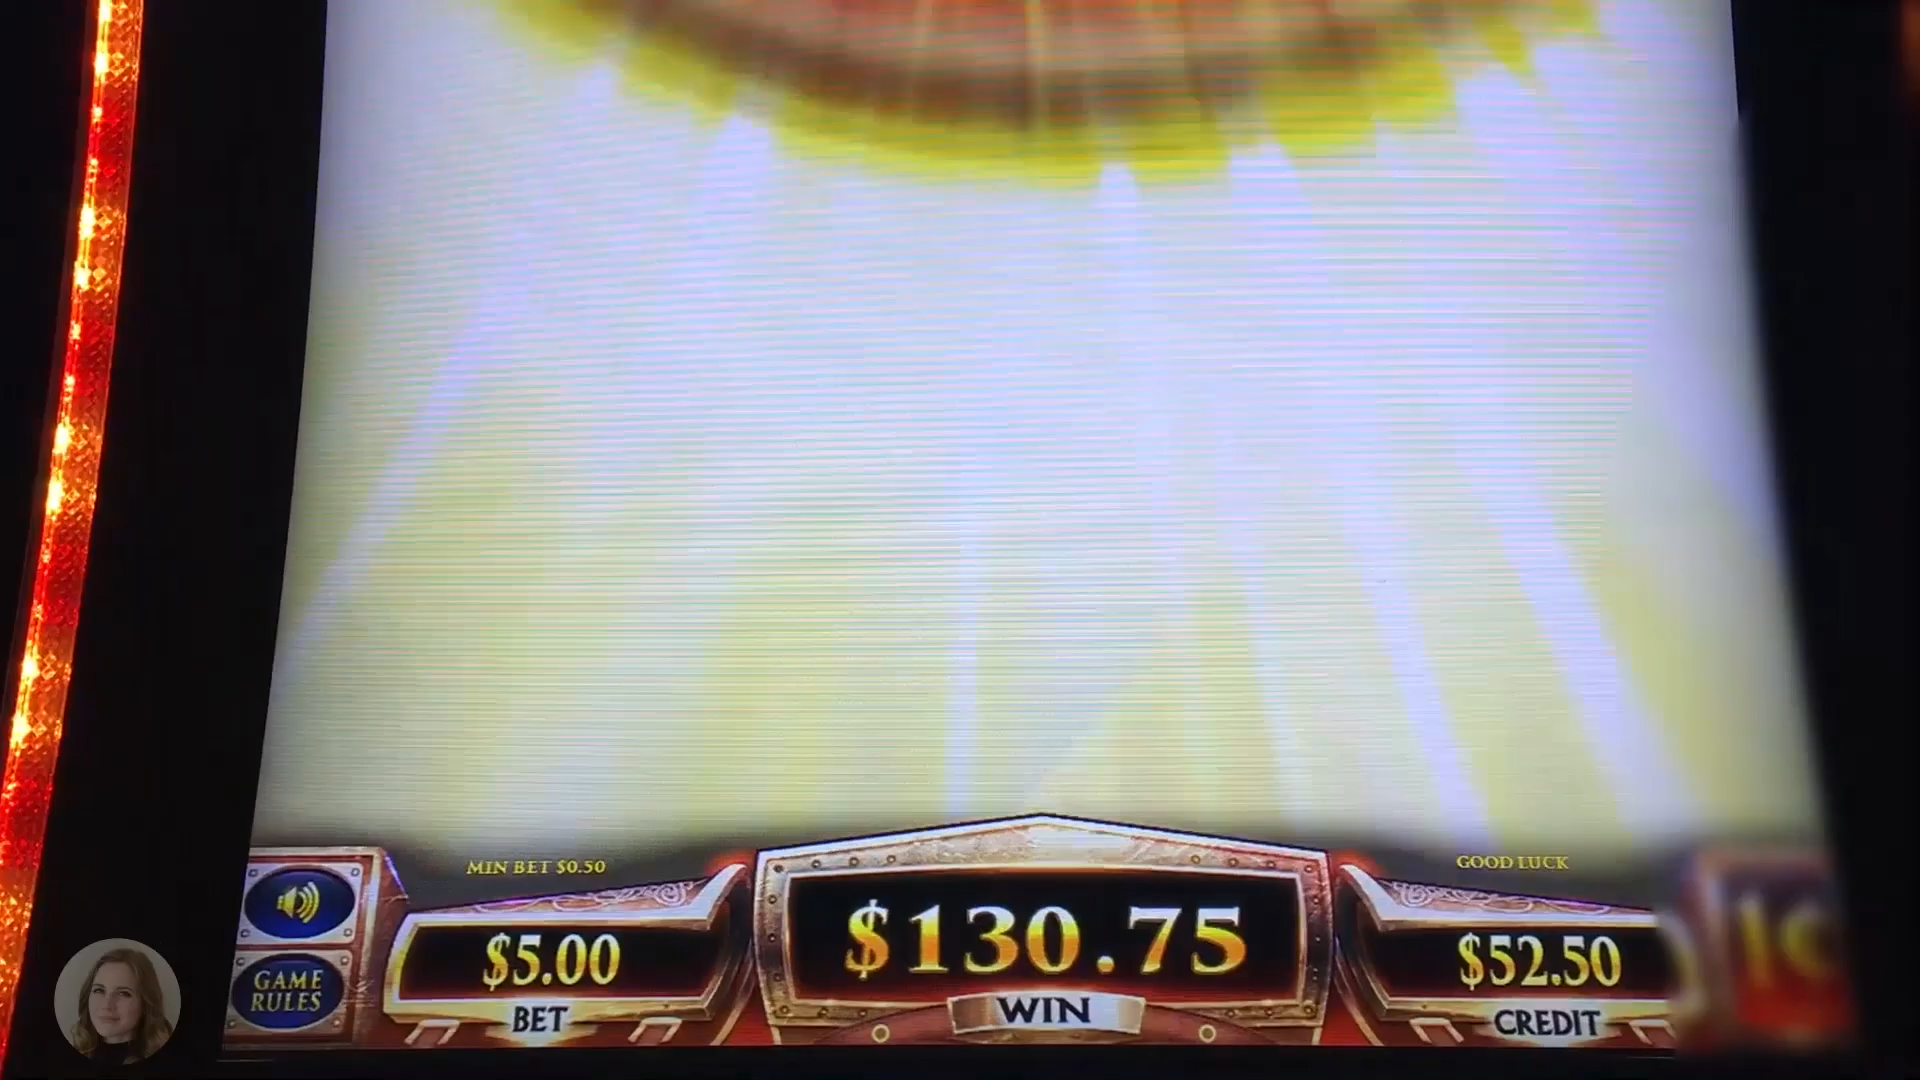 MIN BET $0.50
GOOD LUCK
$5.00
$130.75
$52.50
GAME
RULES
BET
WIN
CREDIT